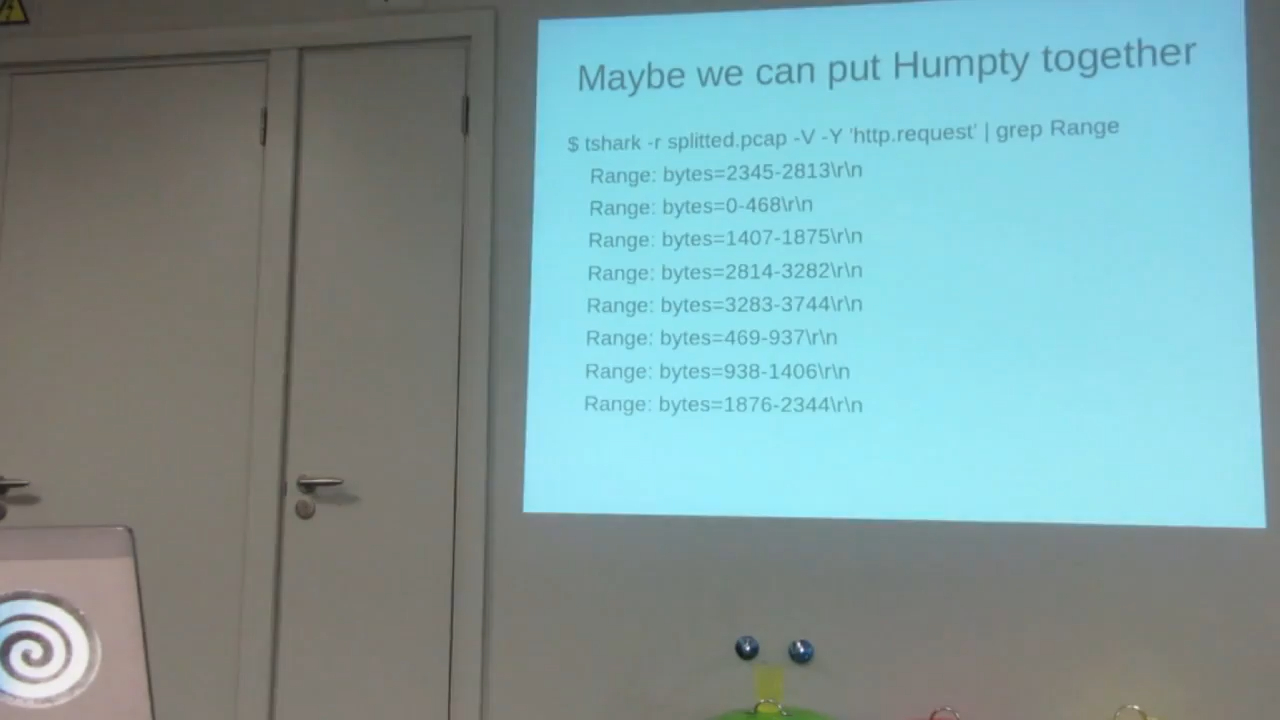 Maybe we can put Humpty together
$ tshark -r splitted.pcap -V -Y 'http.request' | grep Range
Range: bytes=2345-2813\r\n
Range: bytes=0-468\r\n
Range: bytes=1407-1875\r\n
Range: bytes=2814-3282\r\n
Range: bytes=3283-3744\r\n
Range: bytes=469-937\r\n
Range: bytes=938-1406\r\n
Range: bytes=1876-2344\r\n